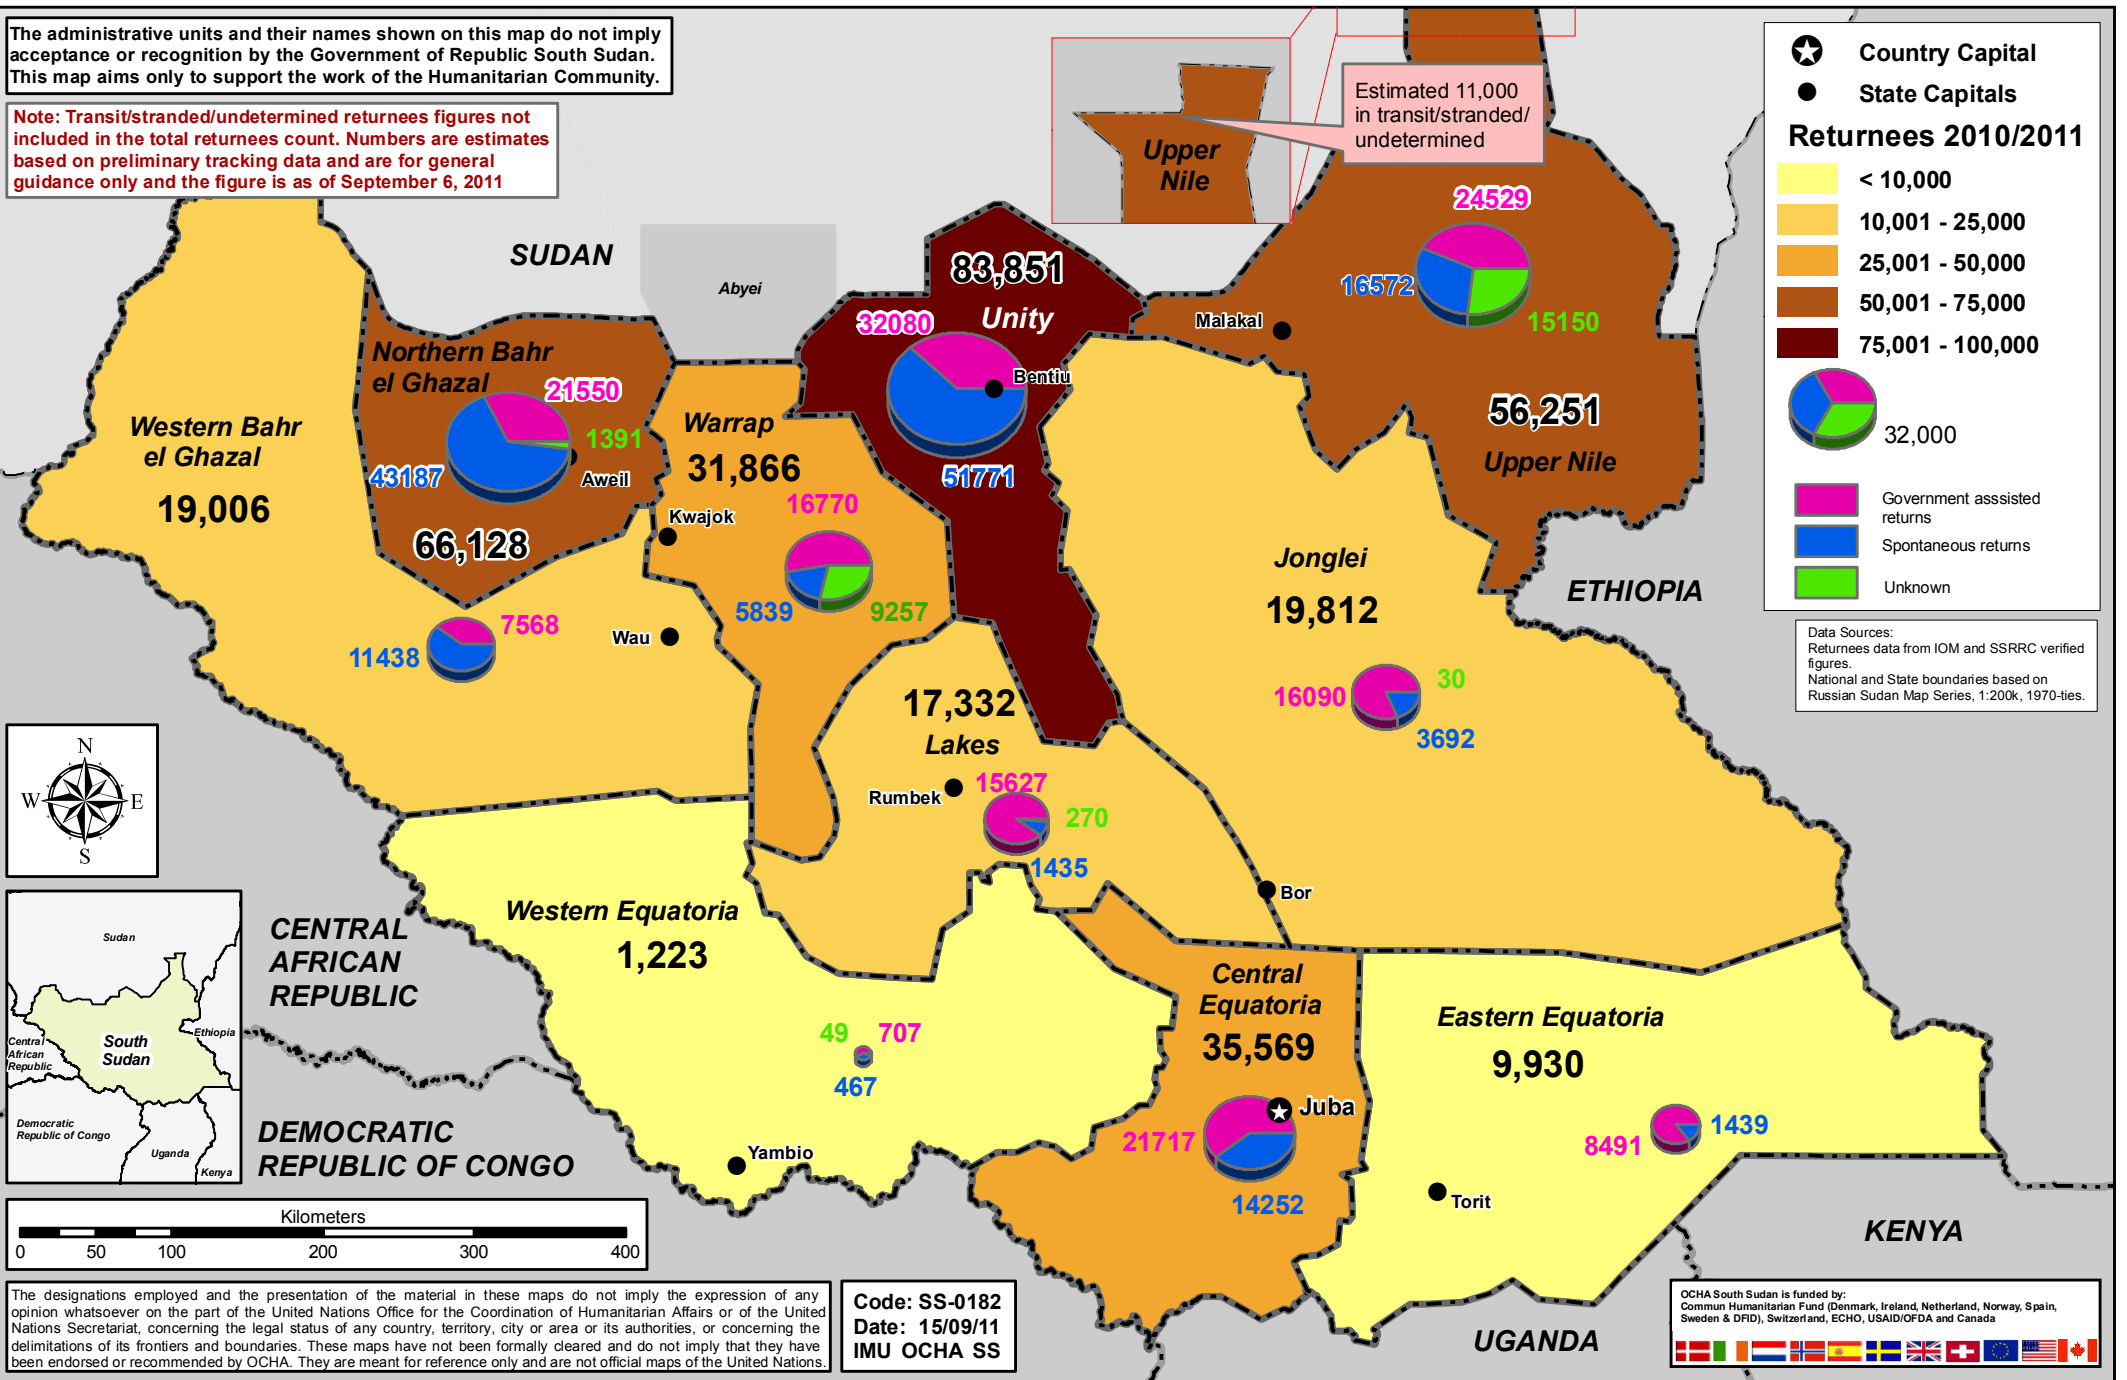 The administrative units and their names shown on this map do not imply
acceptance or recognition by the Government of Republic South Sudan.
This map aims only to support the work of the Humanitarian Community.
Note: Transit/stranded/undetermined returnees figures not
included in the total returnees count. Numbers are estimates
based on preliminary tracking data and are for general
guidance only and the figure is as of September 6, 2011
Upper
Nile
Estimated 11,000
in transit/stranded/
undetermined
Country Capital
State Capitals
Returnees 2010/2011
< 10,000
10,001 - 25,000
25,001 - 50,000
50,001 - 75,000
75,001 - 100,000
32,000
Government asssisted
returns
Spontaneous returns
Unknown
Data Sources:
Returnees data from IOM and SSRRC verified
figures.
National and State boundaries based on
Russian Sudan Map Series, 1:200k, 1970-ties.
SUDAN
Abyei
83,851
Unity
32080
Bentiu
51771
24529
16572
15150
Malakal
56,251
Upper Nile
Northern Bahr
el Ghazal
21550
1391
43187
Aweil
66,128
Western Bahr
el Ghazal
19,006
7568
11438
Wau
Warrap
31,866
16770
Kwajok
5839
9257
Jonglei
19,812
16090
30
3692
Bor
ETHIOPIA
17,332
Lakes
Rumbek
15627
270
1435
Western Equatoria
1,223
49
707
467
Yambio
Central
Equatoria
35,569
Juba
21717
14252
Eastern Equatoria
9,930
8491
1439
Torit
CENTRAL
AFRICAN
REPUBLIC
DEMOCRATIC
REPUBLIC OF CONGO
UGANDA
KENYA
N
W
E
S
Sudan
South
Sudan
Ethiopia
Central
African
Republic
Democratic
Republic of Congo
Uganda
Kenya
Kilometers
0 50 100 200 300 400
The designations employed and the presentation of the material in these maps do not imply the expression of any
opinion whatsoever on the part of the United Nations Office for the Coordination of Humanitarian Affairs or of the United
Nations Secretariat, concerning the legal status of any country, territory, city or area or its authorities, or concerning the
delimitations of its frontiers and boundaries. These maps have not been formally cleared and do not imply that they have
been endorsed or recommended by OCHA. They are meant for reference only and are not official maps of the United Nations.
Code: SS-0182
Date: 15/09/11
IMU OCHA SS
OCHA South Sudan is funded by:
Commun Humanitarian Fund (Denmark, Ireland, Netherland, Norway, Spain,
Sweden & DFID), Switzerland, ECHO, USAID/OFDA and Canada